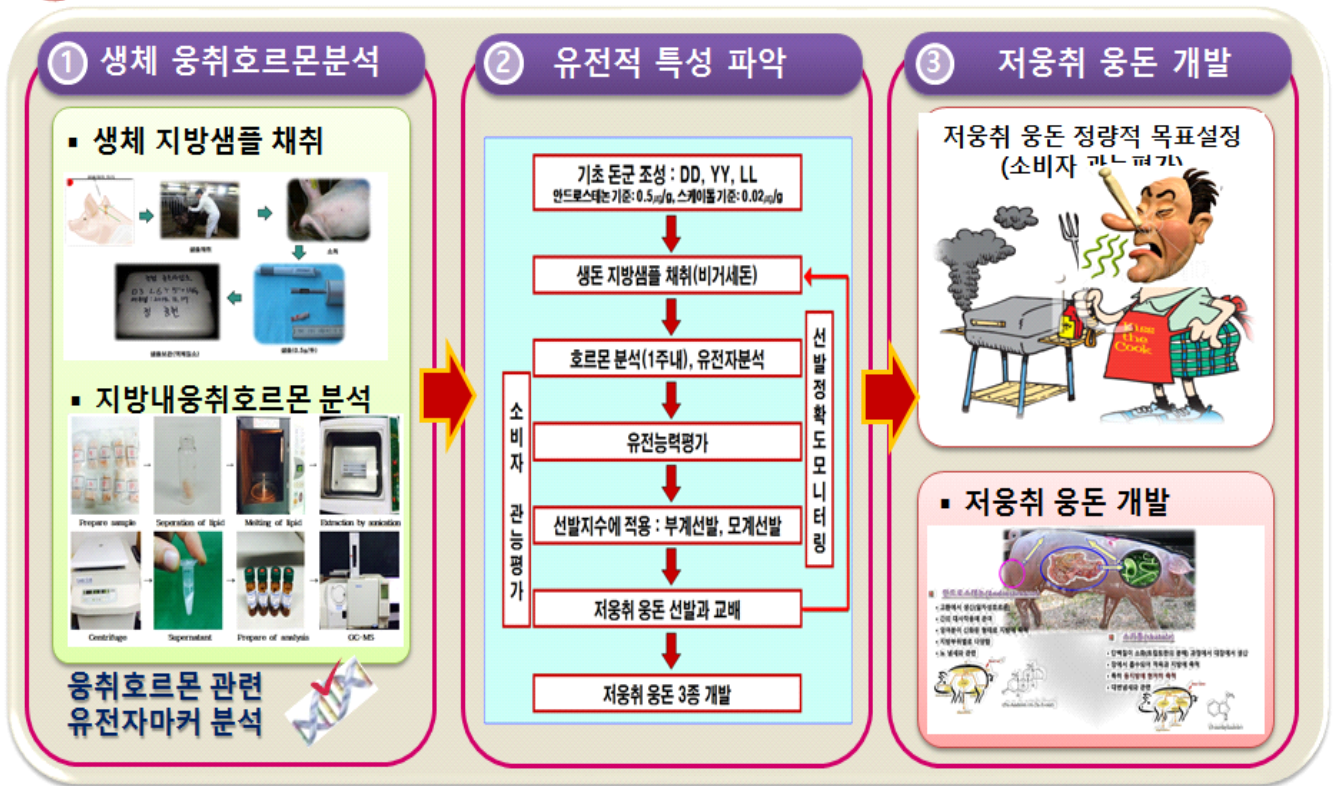 1 생체 웅취호르몬분석
▪ 생체 지방샘플 채취
샘플채취
소독
▪ 지방내웅취호르몬 분석
Prepare sample
Seperation of lipid
Melting of lipid
Extraction by sonication
Centrifuge
Supernatant
Prepare of analysis
GC-MS
웅취호르몬 관련
유전자마커 분석
2 유전적 특성 파악
기초 돈군 조성 : DD, YY, LL
안드로스테논기준: 0.5㎍/g, 스케이톨기준: 0.02㎍/g
생돈 지방샘플 채취(비거세돈)
호르몬 분석(1주내), 유전자분석
유전능력평가
선발지수에 적용 : 부계선발, 모계선발
저웅취 웅돈 선발과 교배
저웅취 웅돈 3종 개발
소비자 관능평가
선발정확도모니터링
3 저웅취 웅돈 개발
저웅취 웅돈 정량적 목표설정
(소비자 관능평가)
Kiss
the
Cook
▪ 저웅취 웅돈 개발